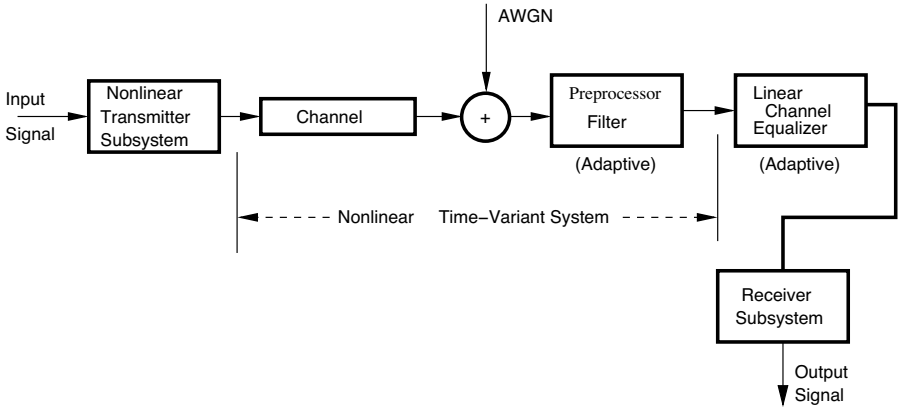 AWGN
Input
Signal
Nonlinear
Transmitter
Subsystem
Channel
+
Preprocessor
Filter
(Adaptive)
Linear
Channel
Equalizer
(Adaptive)
Nonlinear Time−Variant System
Receiver
Subsystem
Output
Signal